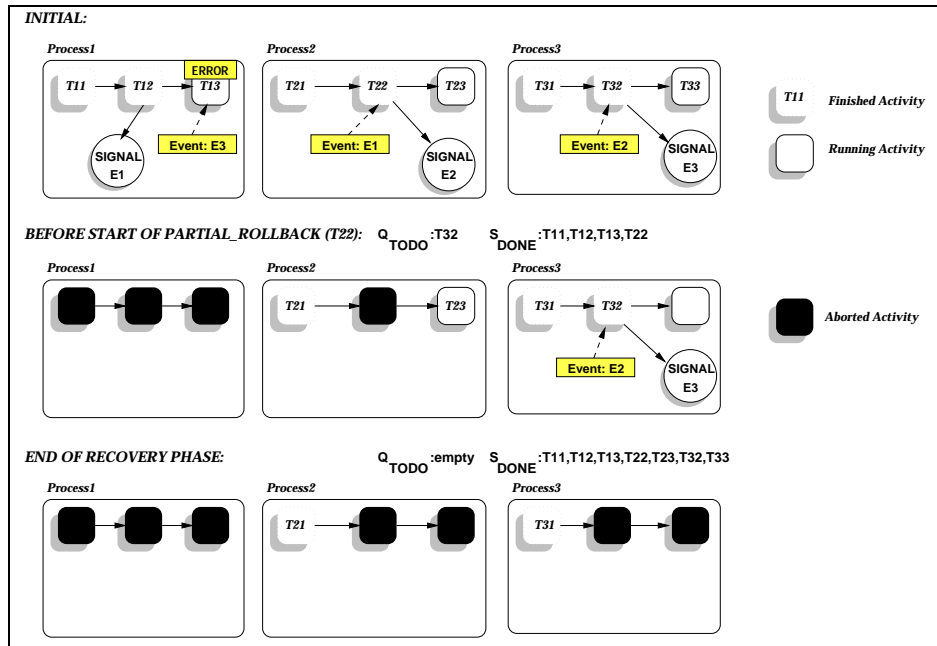 INITIAL:
Process1 Process2 Process3
ERROR
T11 T12 T13 T21 T22 T23 T31 T32 T33 T11 Finished Activity
Event: E3 Event: E1 Event: E2 Running Activity
SIGNAL E1 SIGNAL E2 SIGNAL E3
BEFORE START OF PARTIAL_ROLLBACK (T22): Q TODO :T32 S DONE :T11,T12,T13,T22
Process1 Process2 Process3
T21 T23 T31 T32 Aborted Activity
Event: E2
SIGNAL E3
END OF RECOVERY PHASE: Q TODO :empty S DONE :T11,T12,T13,T22,T23,T32,T33
Process1 Process2 Process3
T21 T31